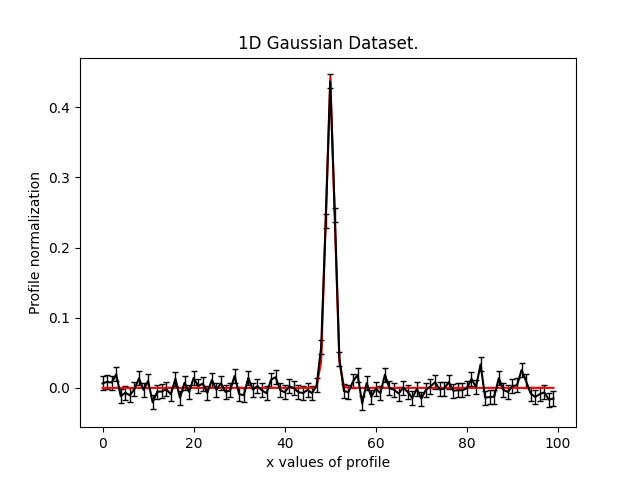 1D Gaussian Dataset.
Profile normalization
0.4
0.3
0.2
0.1
0.0
0 20 40 60 80 100
x values of profile